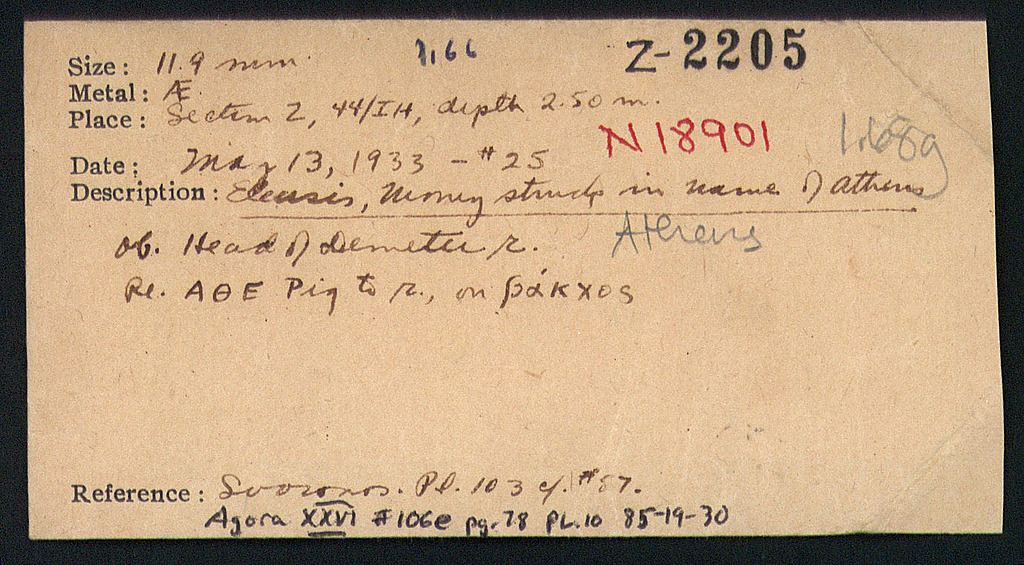 Size: 11.9 mm. 1,66 Z-2205
Metal: Æ.
Place: Section Z, 44/IH, depth 2.50 m.
N18901 1.68g
Date: May 13, 1933 - #25
Description: Eleusis, Money struck in name of Athens
Ob. Head of Demeter r. Athens
Re. ΑΘΕ Pig to r., on βάκχος
Reference: Svoronos. Pl. 103 cf. #57.
Agora XXVI #106e pg. 78 PL.10 85-19-30